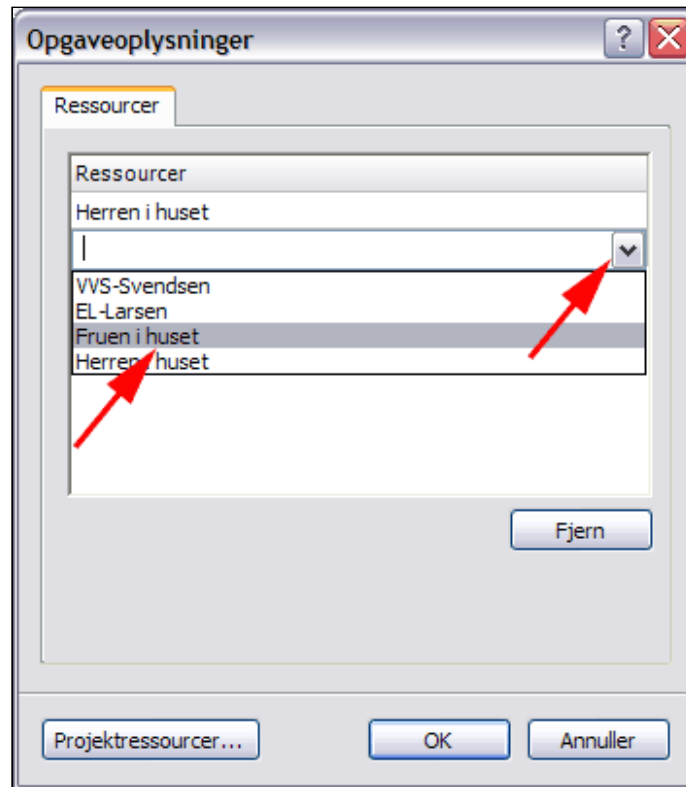 Opgaveoplysninger
Ressourcer
Ressourcer
Herren i huset
VVS-Svendsen
EL-Larsen
Fruen i huset
Herren i huset
Fjern
Projektressourcer...
OK
Annuller